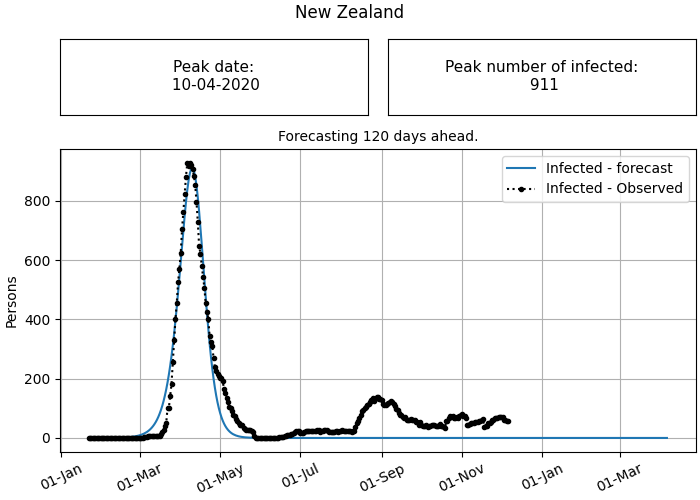 New Zealand
Peak date:
10-04-2020
Peak number of infected:
911
Forecasting 120 days ahead.
Infected - forecast
Infected - Observed
Persons
800
600
400
200
0
01-Jan
01-Mar
01-May
01-Jul
01-Sep
01-Nov
01-Jan
01-Mar